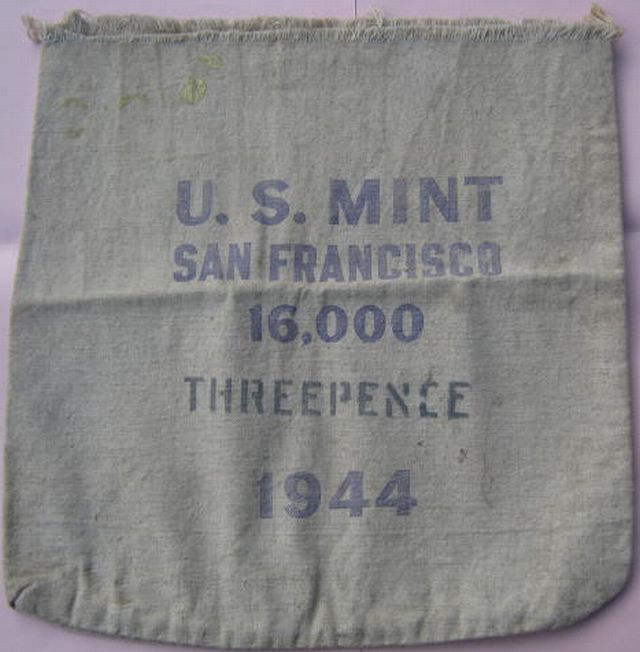 U. S. MINT
SAN FRANCISCO
16,000
THREEPENCE
1944